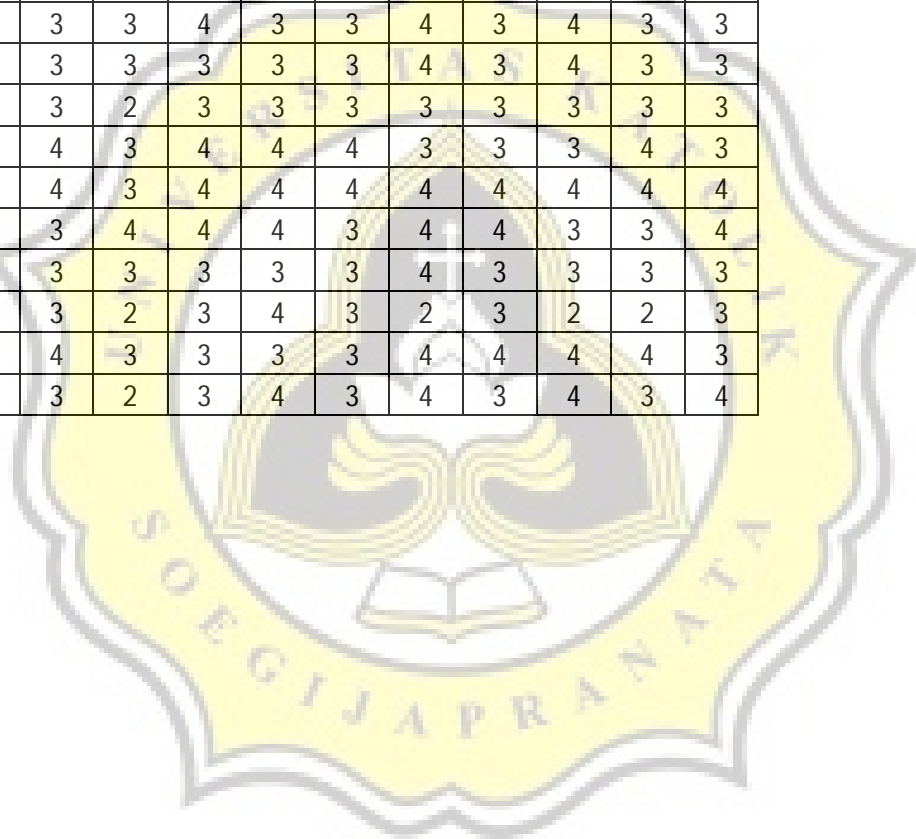 3 3 4 3 3 4 3 4 3 3
3 3 3 3 3 4 3 4 3 3
3 2 3 3 3 3 3 3 3 3
4 3 4 4 4 3 3 3 4 3
4 3 4 4 4 4 4 4 4 4
3 4 4 4 3 4 4 3 3 4
3 3 3 3 3 4 3 3 3 3
3 2 3 4 3 2 3 2 2 3
4 3 3 3 3 4 4 4 4 3
3 2 3 4 3 4 3 4 3 4
UNIVERSITAS KATOLIK
SOEGIJAPRANATA